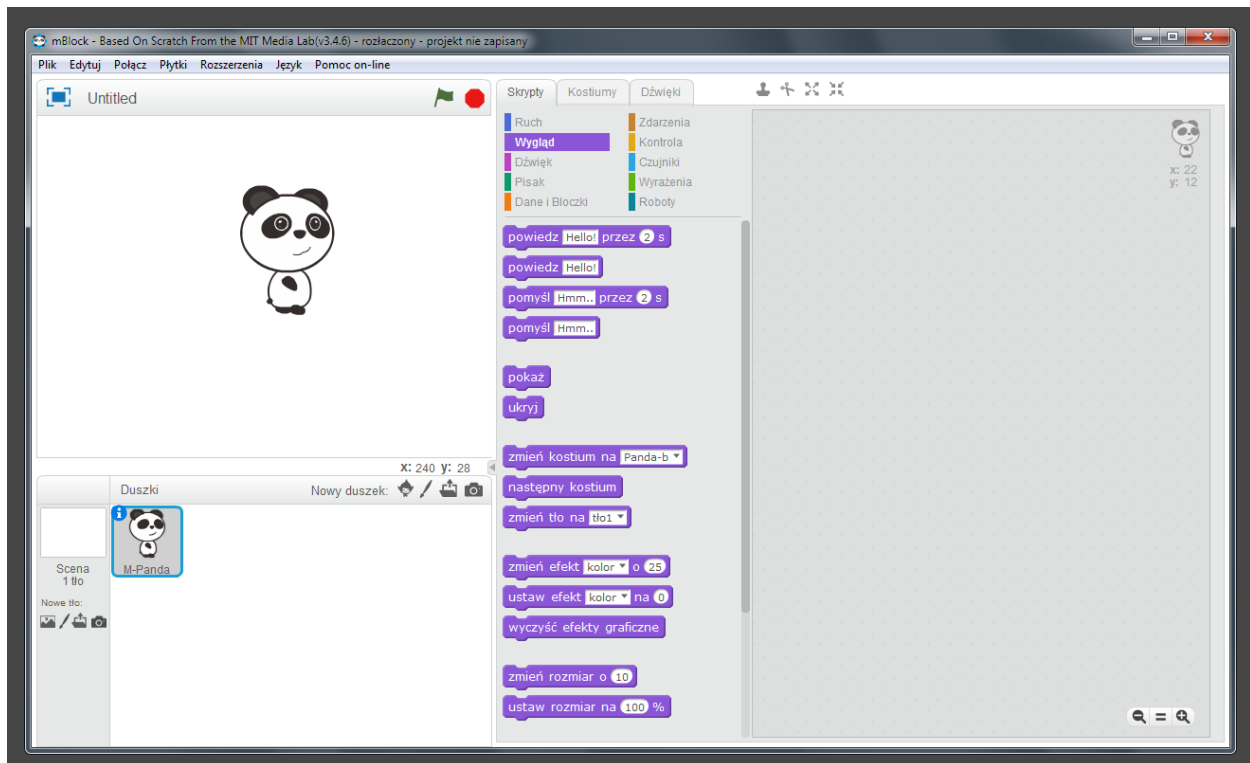 mBlock - Based On Scratch From the MIT Media Lab(v3.4.6) - rozłaczony - projekt nie zapisany
Plik Edytuj Połącz Płytki Rozszerzenia Język Pomoc on-line
Untitled
Skrypty Kostiumy Dźwięki
Ruch Zdarzenia
Wygląd Kontrola
Dźwięk Czujniki
Pisak Wyrażenia
Dane i Bloczki Roboty
x: 22
y: 12
powiedz Hello! przez 2 s
powiedz Hello!
pomyśl Hmm.. przez 2 s
pomyśl Hmm..
pokaż
ukryj
zmień kostium na Panda-b
następny kostium
zmień tło na tło1
zmień efekt kolor o 25
ustaw efekt kolor na 0
wyczyść efekty graficzne
zmień rozmiar o 10
ustaw rozmiar na 100 %
x: 240 y: 28
Duszki Nowy duszek:
M-Panda
Scena
1 tło
Nowe tło: